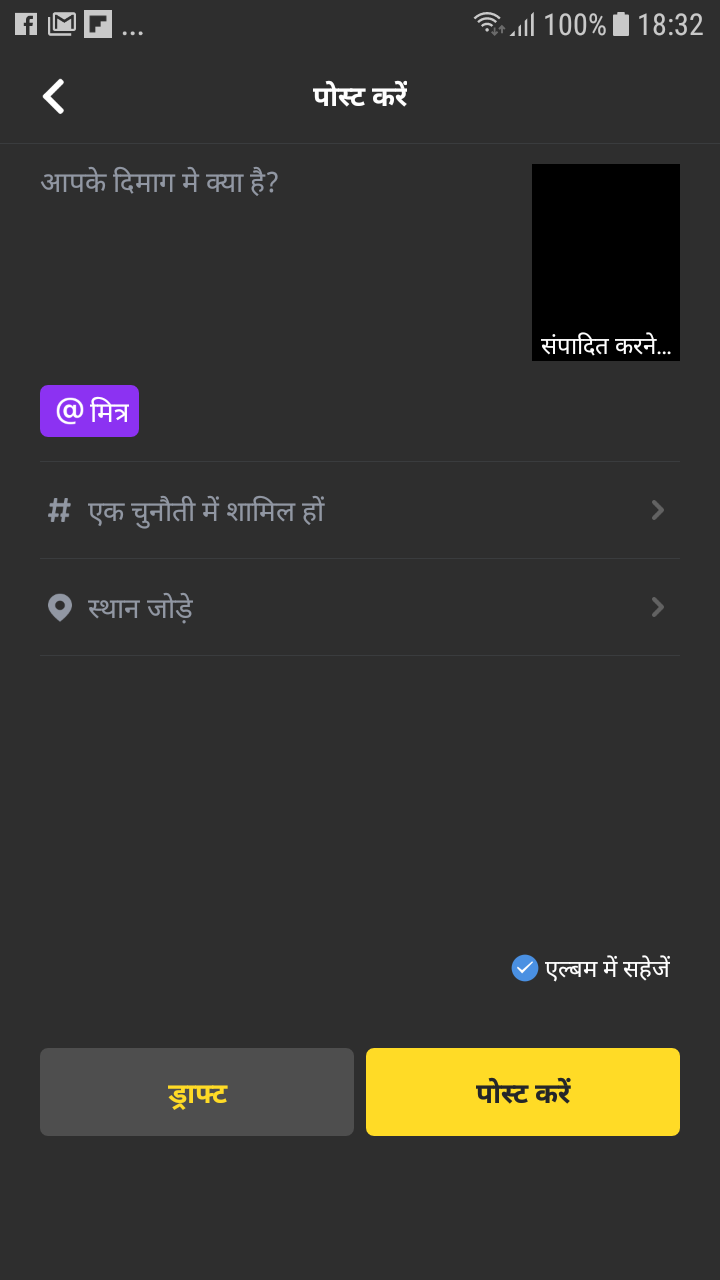 ... 100% 18:32
पोस्ट करें
आपके दिमाग मे क्या है?
संपादित करने...
@ मित्र
# एक चुनौती में शामिल हों
स्थान जोड़े
एल्बम में सहेजें
ड्राफ्ट
पोस्ट करें